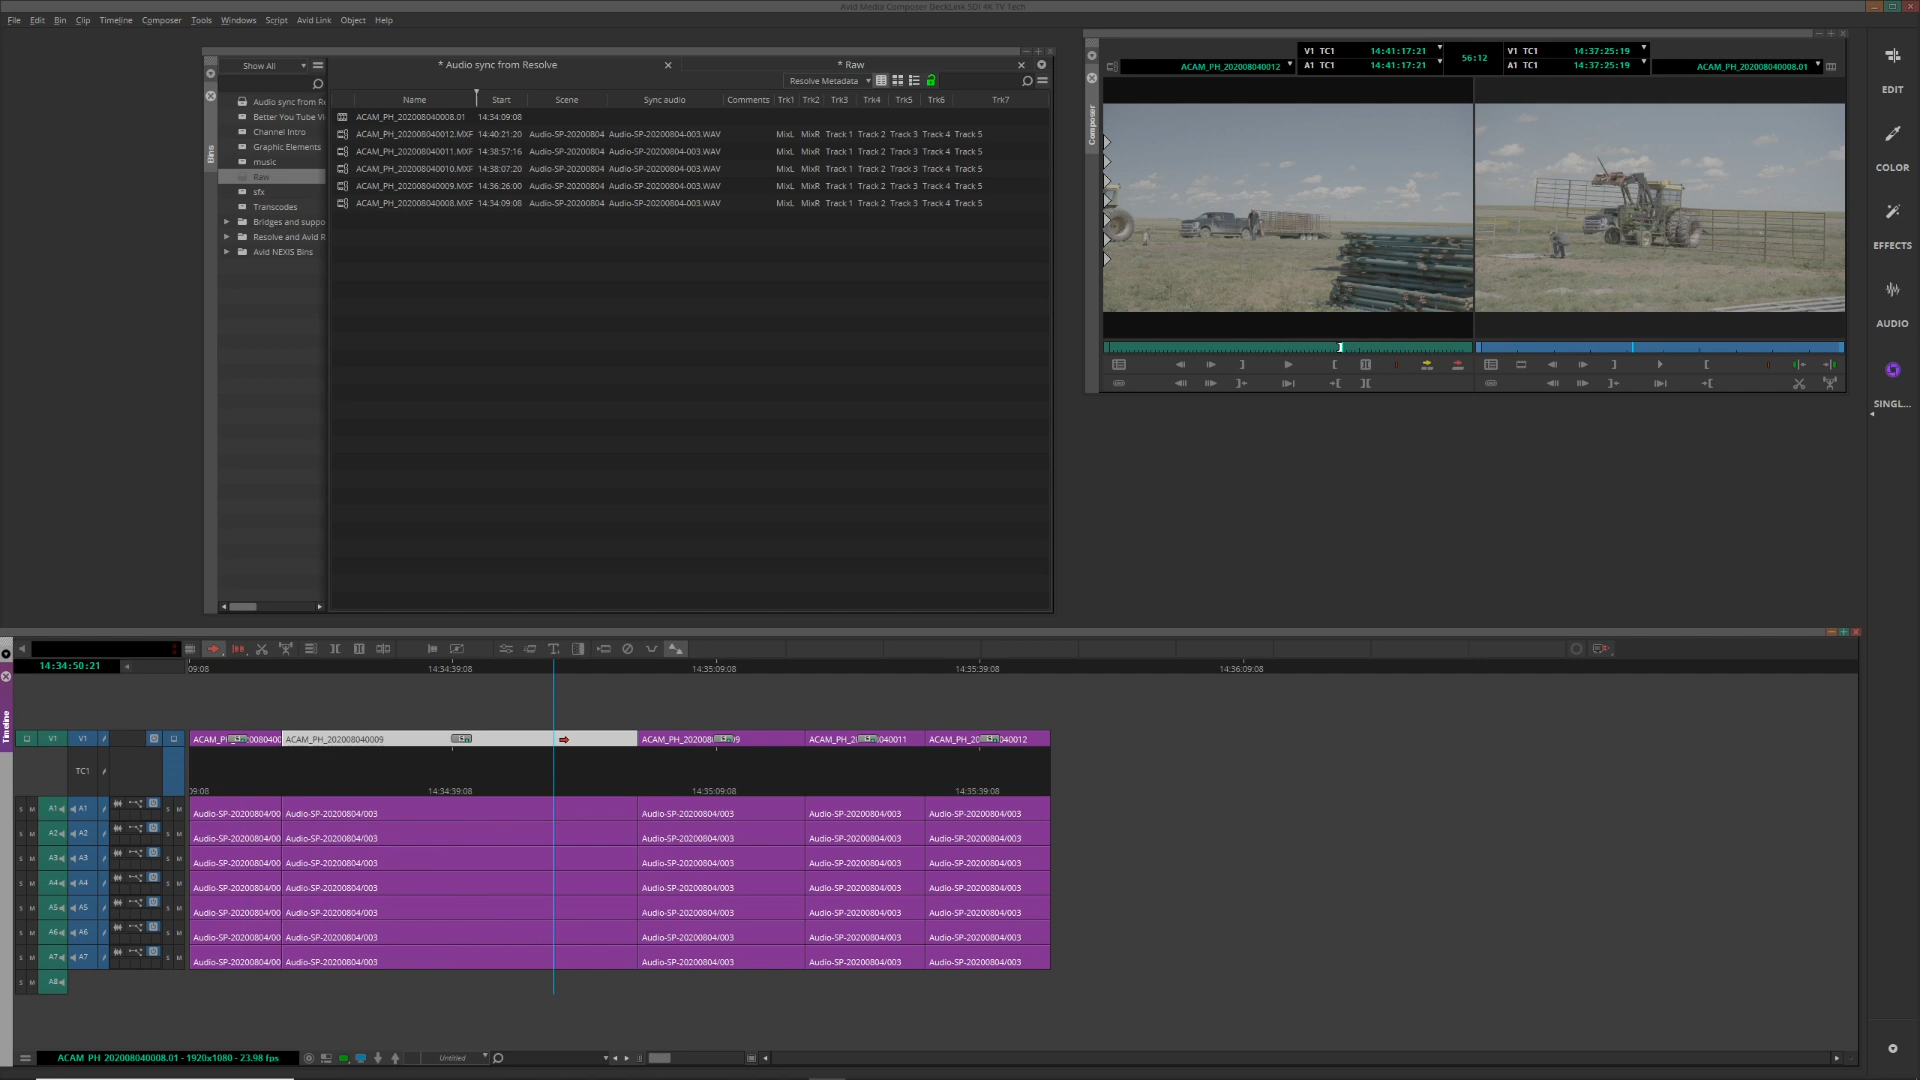 Avid Media Composer DeckLink SDI 4K TV Tech
File Edit Bin Clip Timeline Composer Tools Windows Script Avid Link Object Help
Show All
* Audio sync from Resolve
* Raw
Resolve Metadata
Bins
Audio sync from Re
Better You Tube Vi
Channel Intro
Graphic Elements
music
Raw
sfx
Transcodes
Bridges and suppo
Resolve and Avid R
Avid NEXIS Bins
Name Start Scene Sync audio Comments Trk1 Trk2 Trk3 Trk4 Trk5 Trk6 Trk7
ACAM_PH_202008040008.01 14:34:09:08
ACAM_PH_202008040012.MXF 14:40:21:20 Audio-SP-20200804 Audio-SP-20200804-003.WAV MixL MixR Track 1 Track 2 Track 3 Track 4 Track 5
ACAM_PH_202008040011.MXF 14:38:57:16 Audio-SP-20200804 Audio-SP-20200804-003.WAV MixL MixR Track 1 Track 2 Track 3 Track 4 Track 5
ACAM_PH_202008040010.MXF 14:38:07:20 Audio-SP-20200804 Audio-SP-20200804-003.WAV MixL MixR Track 1 Track 2 Track 3 Track 4 Track 5
ACAM_PH_202008040009.MXF 14:36:26:00 Audio-SP-20200804 Audio-SP-20200804-003.WAV MixL MixR Track 1 Track 2 Track 3 Track 4 Track 5
ACAM_PH_202008040008.MXF 14:34:09:08 Audio-SP-20200804 Audio-SP-20200804-003.WAV MixL MixR Track 1 Track 2 Track 3 Track 4 Track 5
Composer
V1 TC1 14:41:17:21 56:12 V1 TC1 14:37:25:19
ACAM_PH_202008040012 A1 TC1 14:41:17:21 A1 TC1 14:37:25:19 ACAM_PH_202008040008.01
EDIT
COLOR
EFFECTS
AUDIO
SINGL...
Timeline
14:34:50:21
09:08 14:34:39:08 14:35:09:08 14:35:39:08 14:36:09:08
V1 V1 ACAM_PH_202008040009
TC1
09:08 14:34:39:08 14:35:09:08 14:35:39:08
S M A1 A1 S M Audio-SP-20200804/00 Audio-SP-20200804/003 Audio-SP-20200804/003 Audio-SP-20200804/003 Audio-SP-20200804/003
S M A2 A2 S M Audio-SP-20200804/00 Audio-SP-20200804/003 Audio-SP-20200804/003 Audio-SP-20200804/003 Audio-SP-20200804/003
S M A3 A3 S M Audio-SP-20200804/00 Audio-SP-20200804/003 Audio-SP-20200804/003 Audio-SP-20200804/003 Audio-SP-20200804/003
S M A4 A4 S M Audio-SP-20200804/00 Audio-SP-20200804/003 Audio-SP-20200804/003 Audio-SP-20200804/003 Audio-SP-20200804/003
S M A5 A5 S M Audio-SP-20200804/00 Audio-SP-20200804/003 Audio-SP-20200804/003 Audio-SP-20200804/003 Audio-SP-20200804/003
S M A6 A6 S M Audio-SP-20200804/00 Audio-SP-20200804/003 Audio-SP-20200804/003 Audio-SP-20200804/003 Audio-SP-20200804/003
S M A7 A7 S M Audio-SP-20200804/00 Audio-SP-20200804/003 Audio-SP-20200804/003 Audio-SP-20200804/003 Audio-SP-20200804/003
S M A8
ACAM_PH_202008040008.01 - 1920x1080 - 23.98 fps Untitled